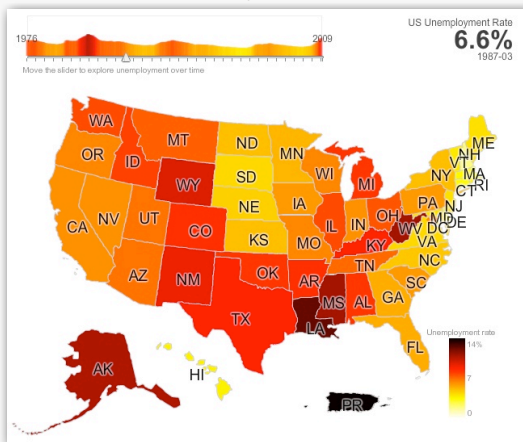 1976 2009
Move the slider to explore unemployment over time
US Unemployment Rate
6.6%
1987-03
WA
MT
ND
MN
ME
OR
ID
SD
WI
MI
NY
VT
NH
MA
WY
NE
IA
PA
CT
RI
NV
UT
CO
KS
MO
IL
IN
OH
NJ
MD
DE
CA
WV
DC
VA
KY
AZ
NM
OK
AR
TN
NC
SC
TX
LA
MS
AL
GA
FL
AK
HI
PR
Unemployment rate
14%
7
0